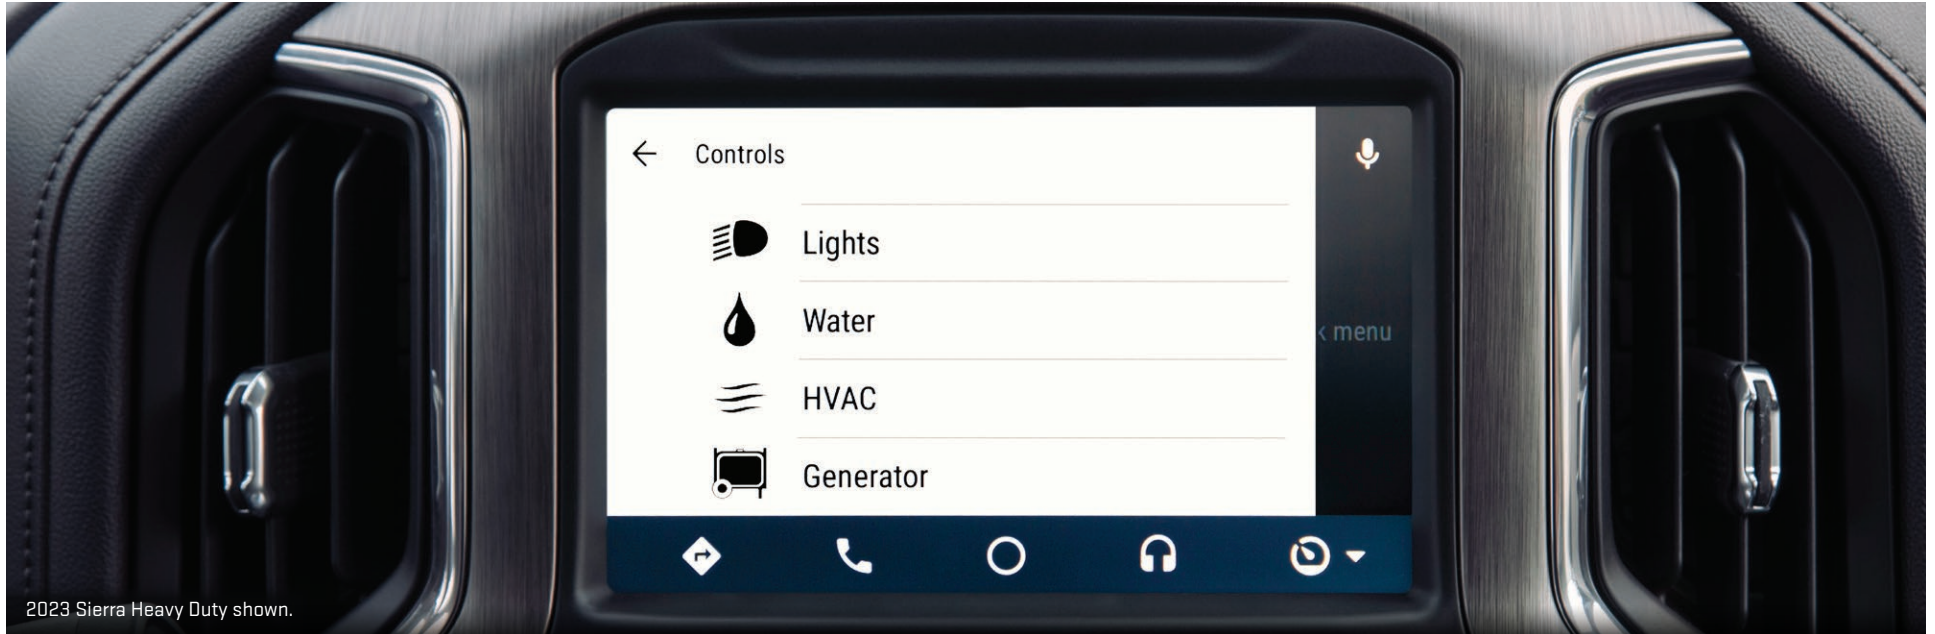 Controls
Lights
Water
k menu
HVAC
Generator
2023 Sierra Heavy Duty shown.